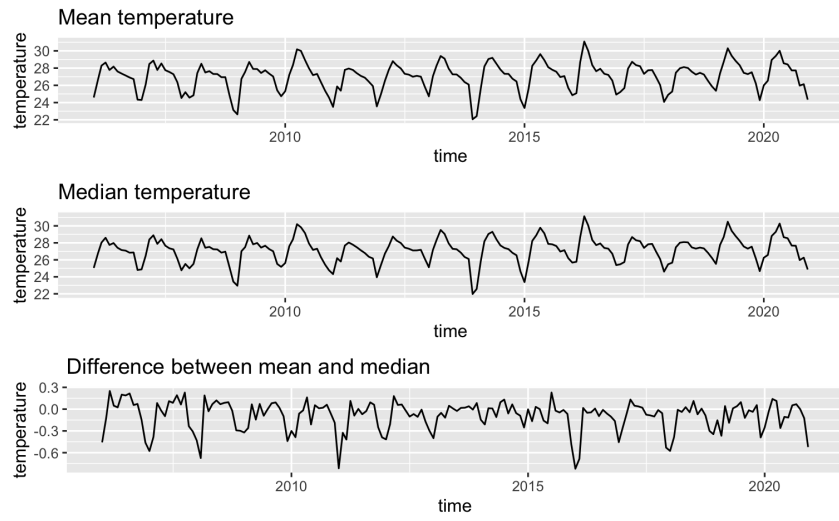 Mean temperature
temperature
30
28
26
24
22
2010 2015 2020
time
Median temperature
temperature
30
28
26
24
22
2010 2015 2020
time
Difference between mean and median
temperature
0.3
0.0
-0.3
-0.6
2010 2015 2020
time